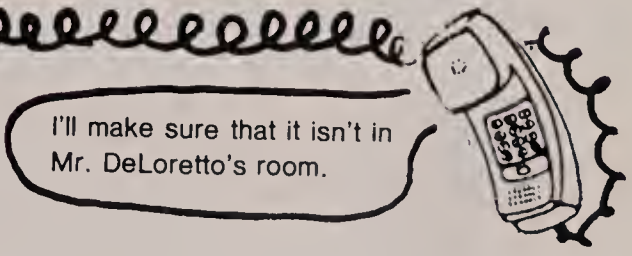 I'll make sure that it isn't in
Mr. DeLoretto's room.